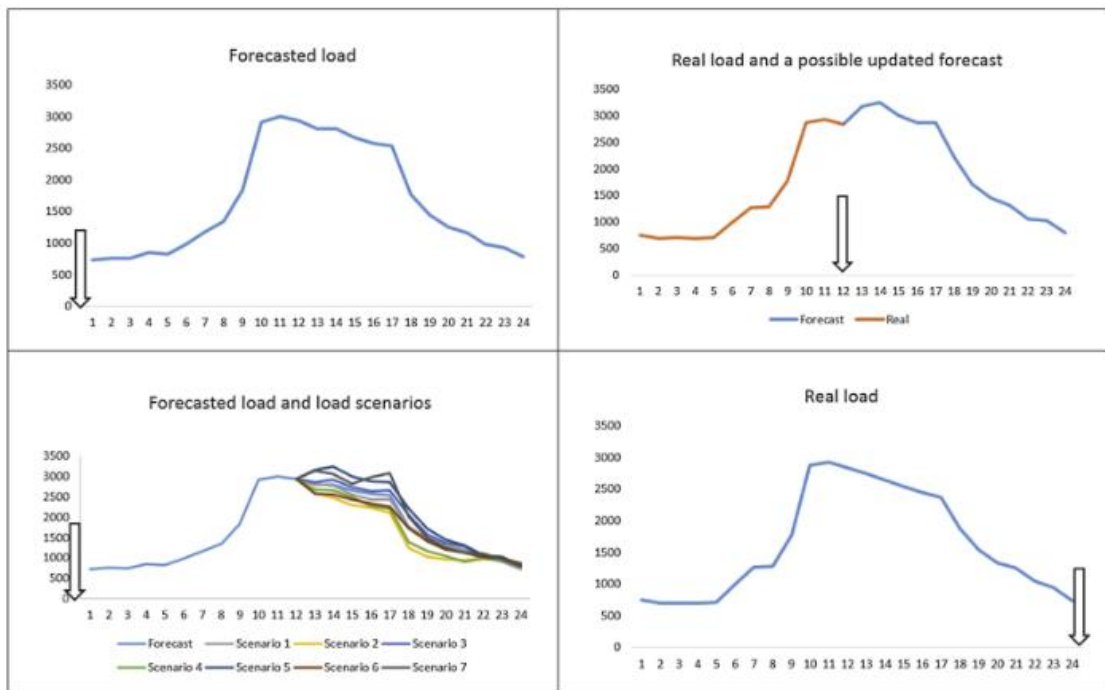 Forecasted load
3500
3000
2500
2000
1500
1000
500
0
1 2 3 4 5 6 7 8 9 10 11 12 13 14 15 16 17 18 19 20 21 22 23 24
Real load and a possible updated forecast
3500
3000
2500
2000
1500
1000
500
0
1 2 3 4 5 6 7 8 9 10 11 12 13 14 15 16 17 18 19 20 21 22 23 24
Forecast Real
Forecasted load and load scenarios
3500
3000
2500
2000
1500
1000
500
0
1 2 3 4 5 6 7 8 9 10 11 12 13 14 15 16 17 18 19 20 21 22 23 24
Forecast Scenario 1 Scenario 2 Scenario 3
Scenario 4 Scenario 5 Scenario 6 Scenario 7
Real load
3500
3000
2500
2000
1500
1000
500
0
1 2 3 4 5 6 7 8 9 10 11 12 13 14 15 16 17 18 19 20 21 22 23 24